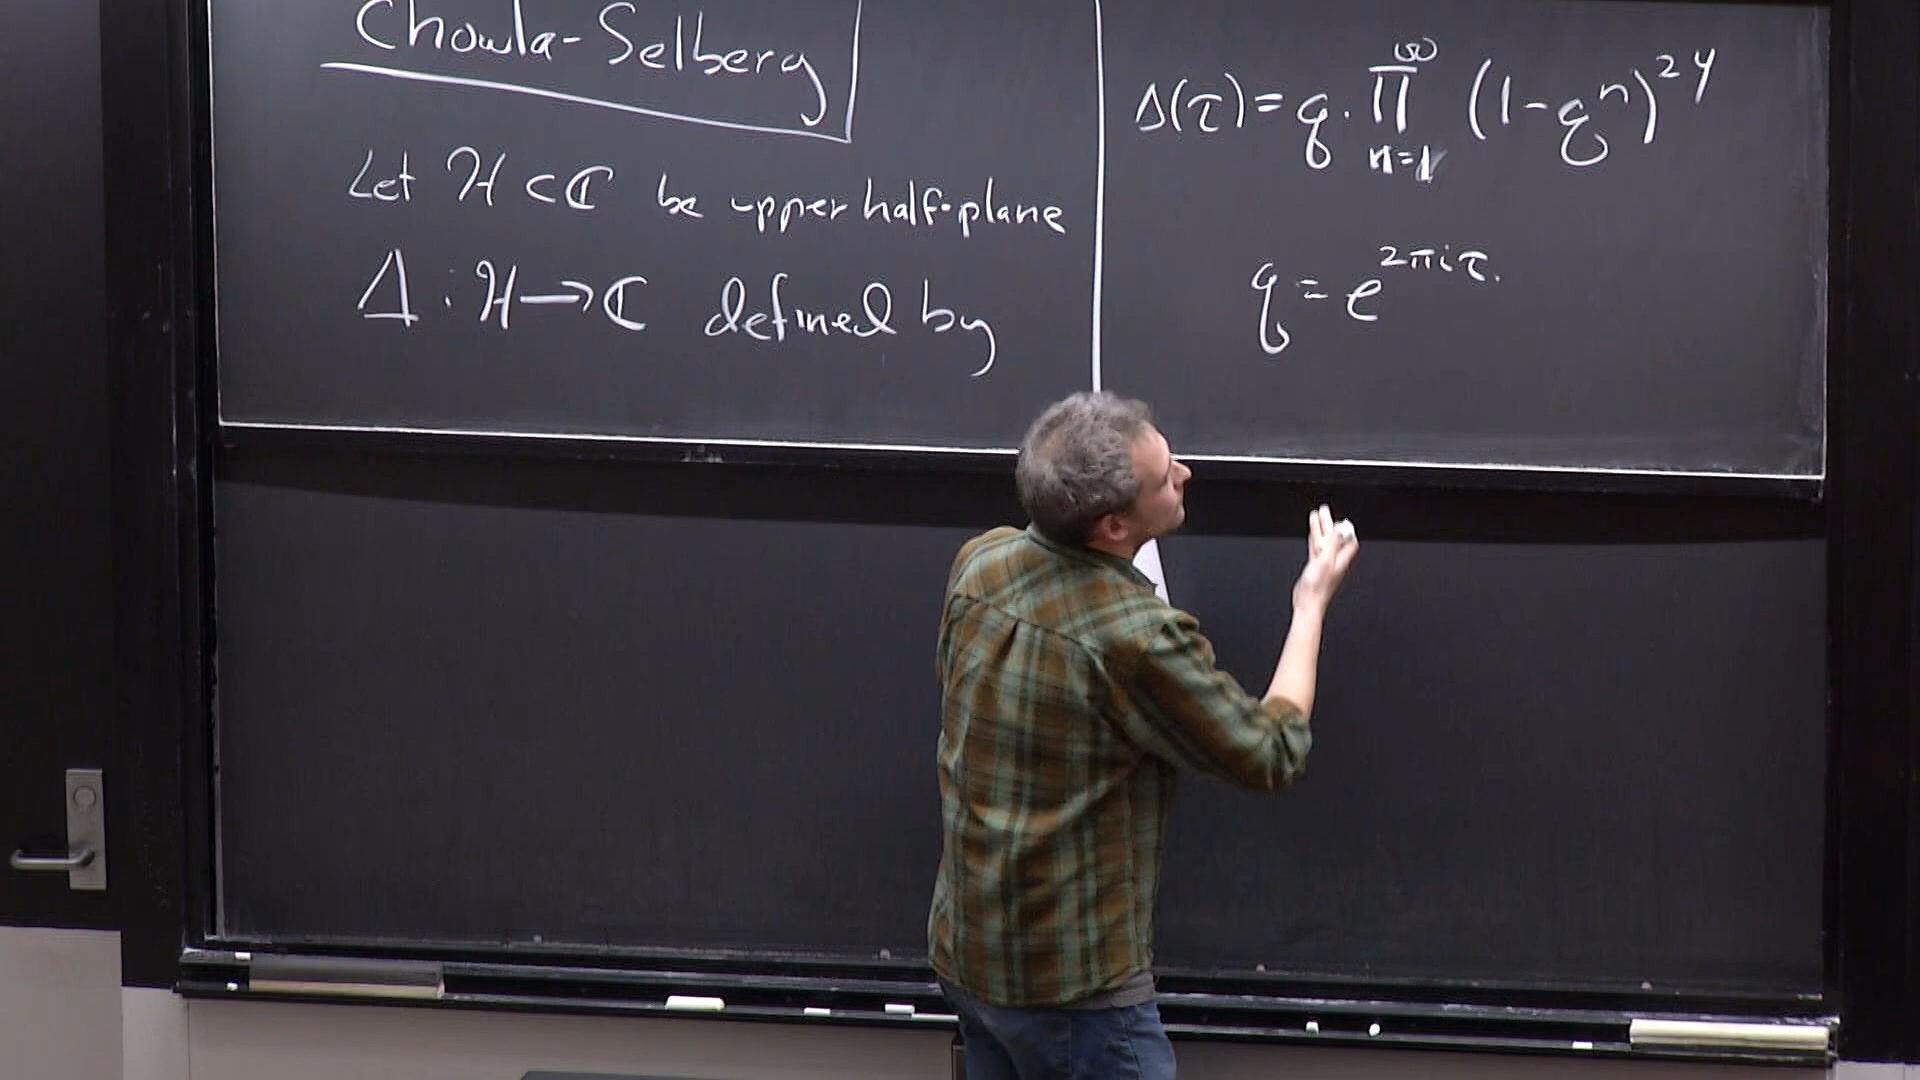 Chowla-Selberg
Let ℋ ⊂ ℂ be upper half-plane
Δ : ℋ → ℂ defined by
Δ(τ) = q · ∏_{n=1}^{∞} (1 - q^n)^{24}
q = e^{2πiτ}.